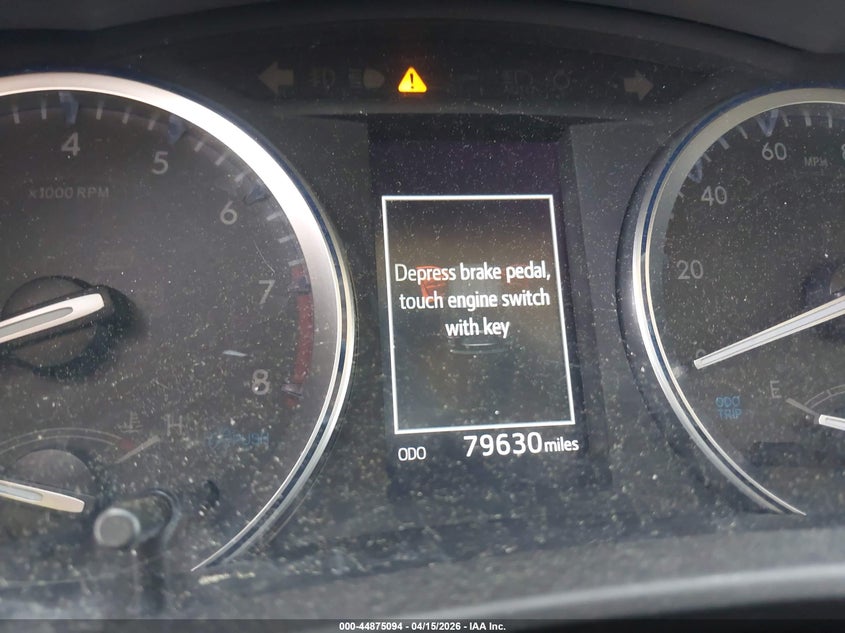 4
5
x1000 RPM
6
7
8
H
Depress brake pedal,
touch engine switch
with key
ODO 79630 miles
60
MPH
40
20
ODO
TRIP
E
000-44875094 - 04/15/2026 - IAA Inc.